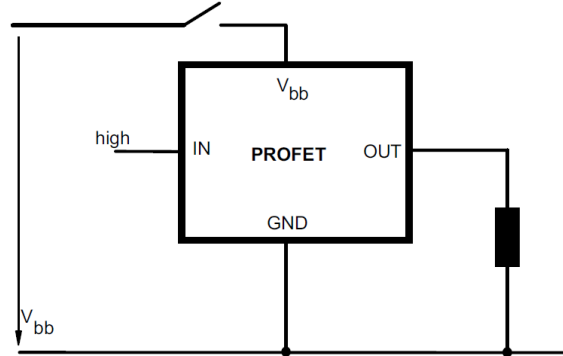 Vbb
high
IN
PROFET
OUT
GND
Vbb